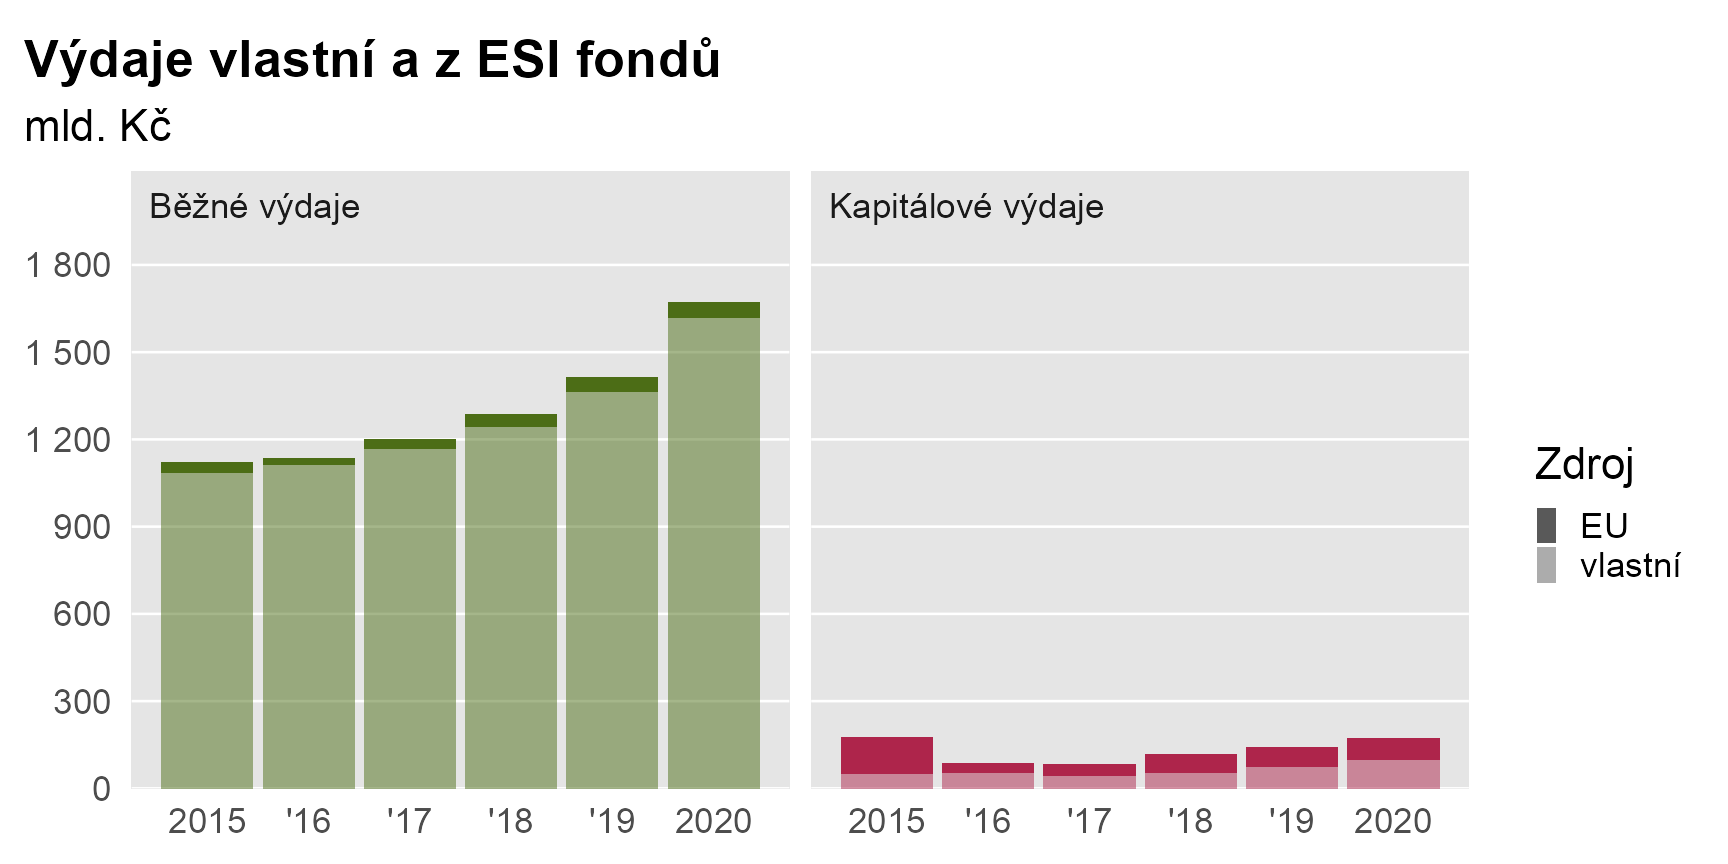 Výdaje vlastní a z ESI fondů
mld. Kč
Běžné výdaje
Kapitálové výdaje
1 800
1 500
1 200
900
600
300
0
2015 '16 '17 '18 '19 2020
2015 '16 '17 '18 '19 2020
Zdroj
EU
vlastní